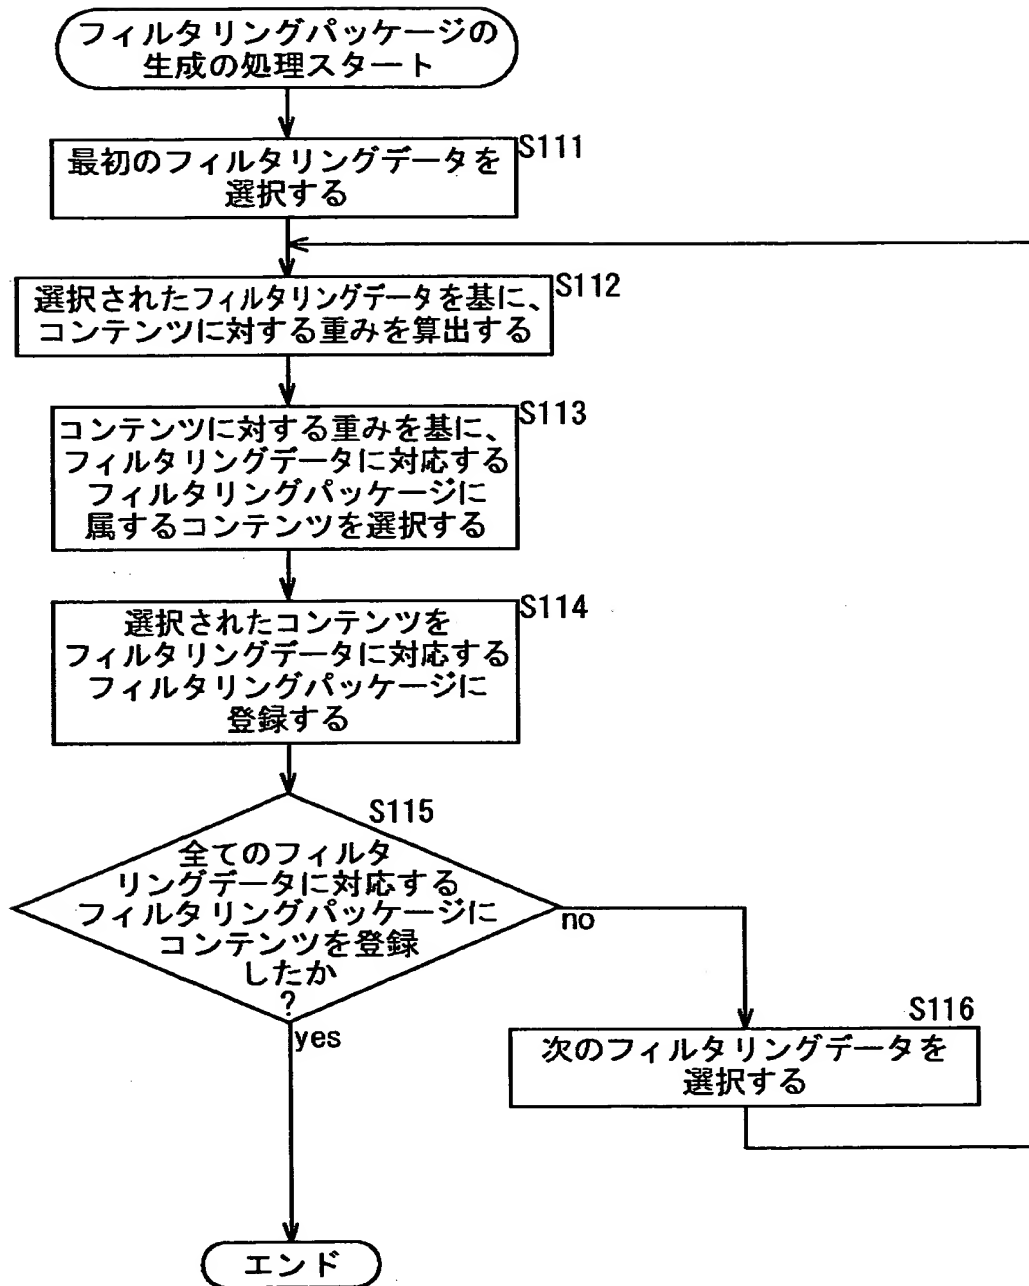 フィルタリングパッケージの
生成の処理スタート
S111
最初のフィルタリングデータを
選択する
S112
選択されたフィルタリングデータを基に、
コンテンツに対する重みを算出する
S113
コンテンツに対する重みを基に、
フィルタリングデータに対応する
フィルタリングパッケージに
属するコンテンツを選択する
S114
選択されたコンテンツを
フィルタリングデータに対応する
フィルタリングパッケージに
登録する
S115
全てのフィルタ
リングデータに対応する
フィルタリングパッケージに
コンテンツを登録
したか
?
no
yes
S116
次のフィルタリングデータを
選択する
エンド